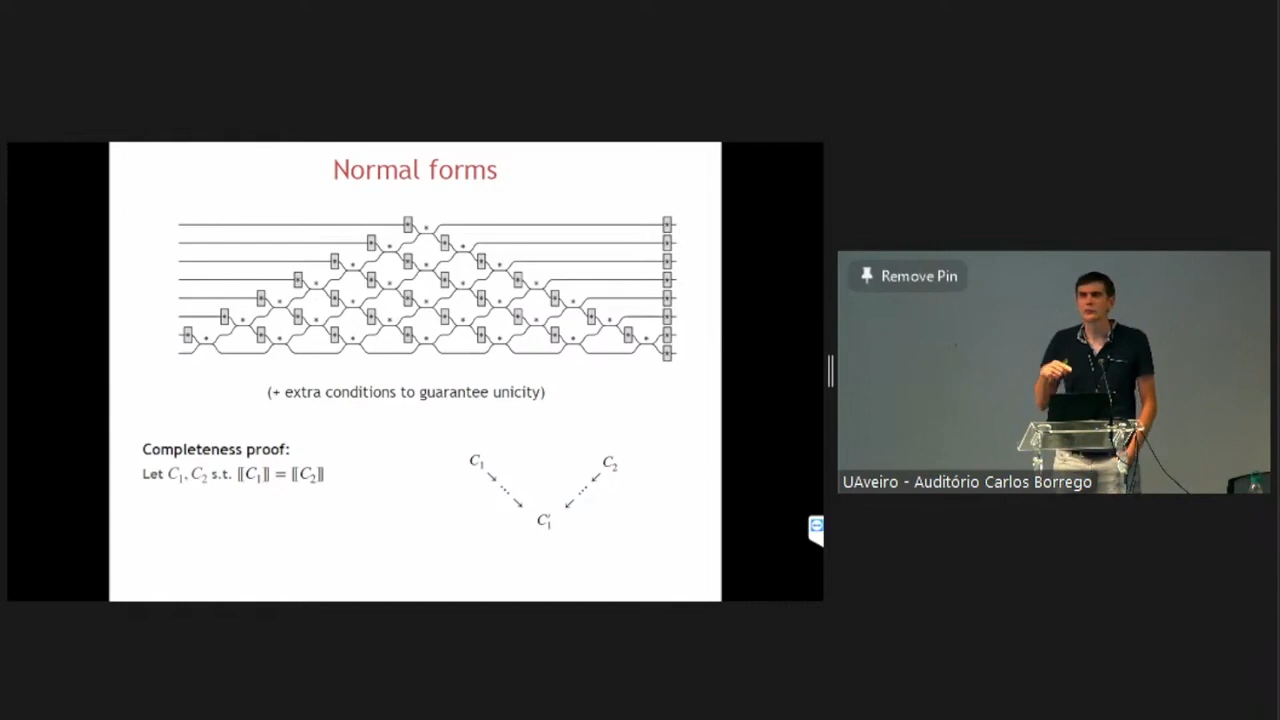 Normal forms
(+ extra conditions to guarantee unicity)
Completeness proof:
Let C₁, C₂ s.t. ⟦C₁⟧ = ⟦C₂⟧
C₁ C₂
C₁′
Remove Pin
UAveiro - Auditório Carlos Borrego